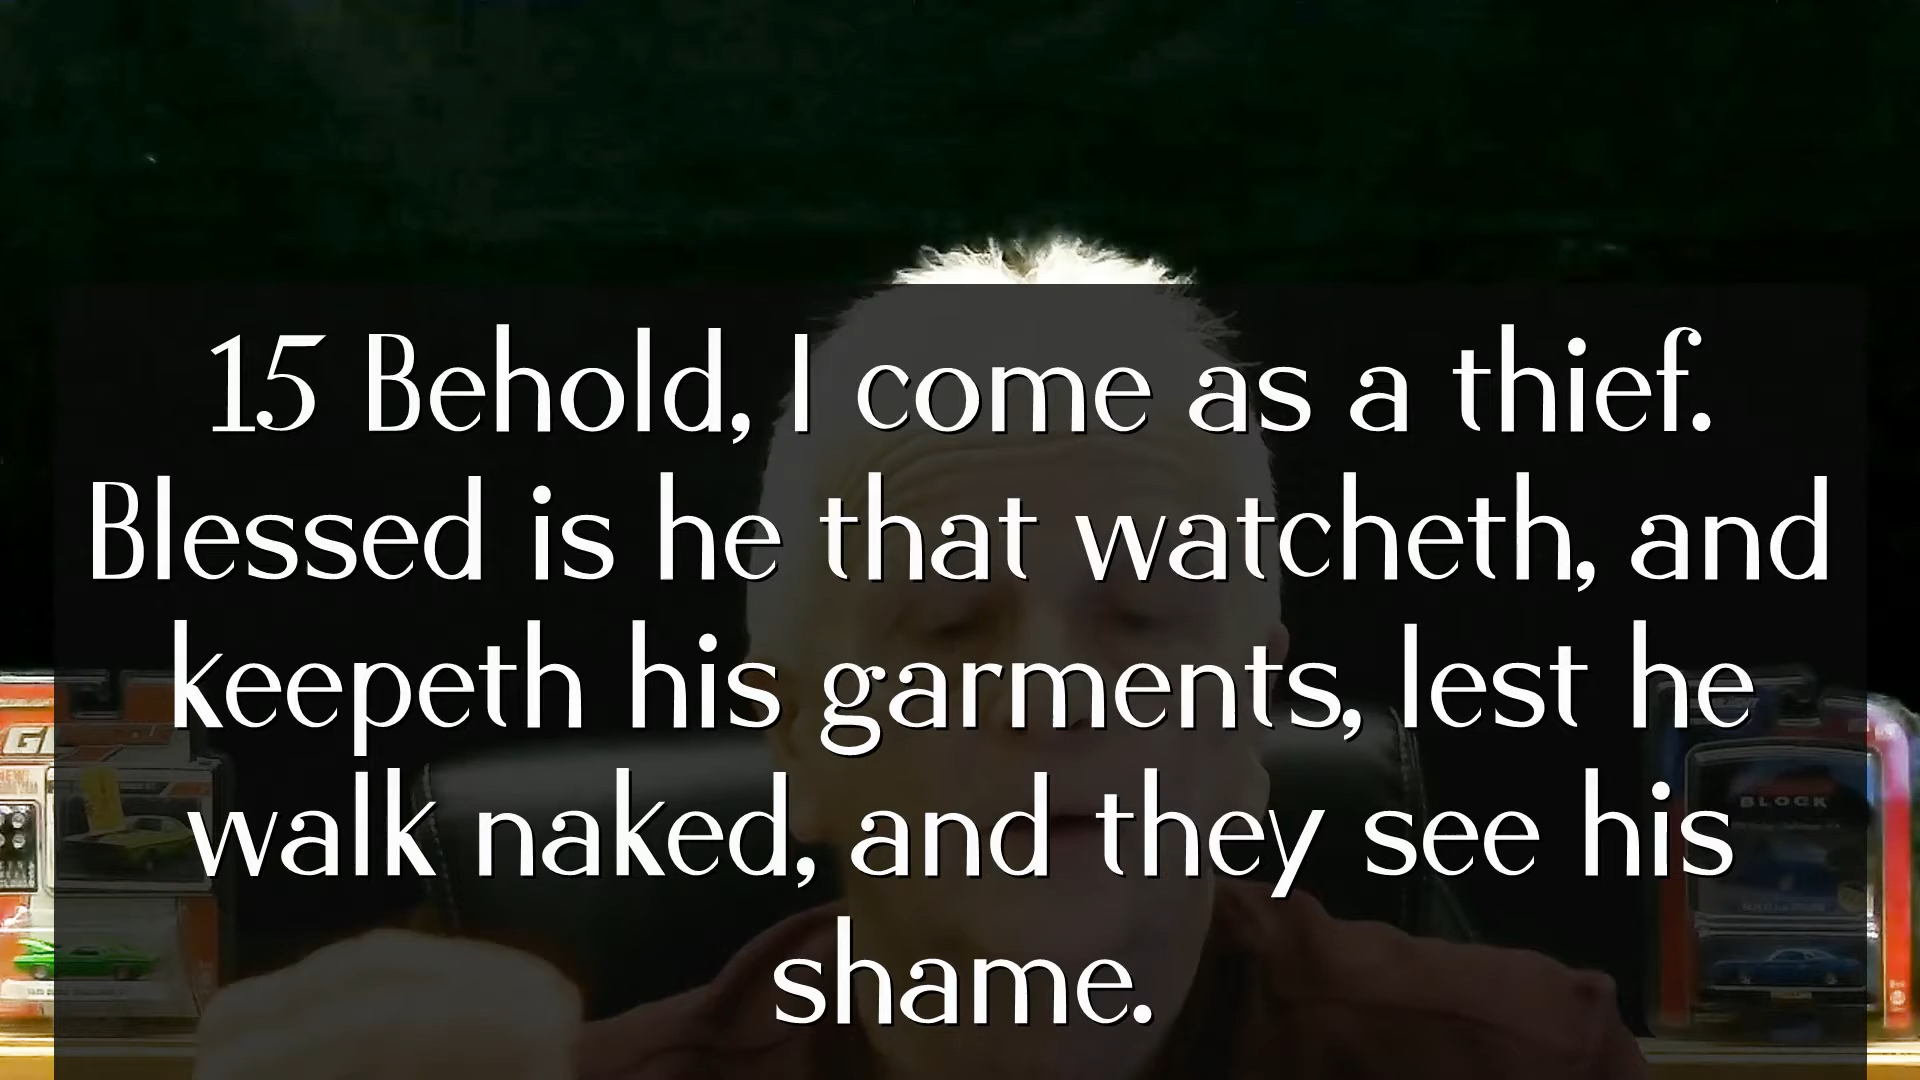 15 Behold, I come as a thief.
Blessed is he that watcheth, and
keepeth his garments, lest he
walk naked, and they see his
shame.
BLOCK